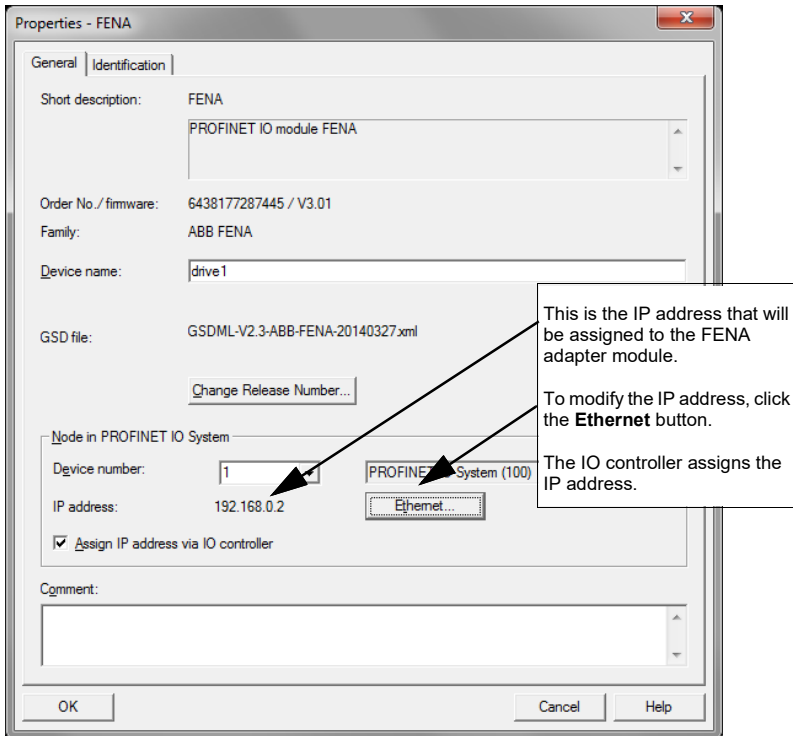 Properties - FENA
General
Identification
Short description:
FENA
PROFINET IO module FENA
Order No./ firmware:
6438177287445 / V3.01
Family:
ABB FENA
Device name:
drive1
GSD file:
GSDML-V2.3-ABB-FENA-20140327.xml
Change Release Number...
Node in PROFINET IO System
Device number:
1
PROFINET System (100)
IP address:
192.168.0.2
Ethernet...
Assign IP address via IO controller
This is the IP address that will
be assigned to the FENA
adapter module.
To modify the IP address, click
the Ethernet button.
The IO controller assigns the
IP address.
Comment:
OK
Cancel
Help